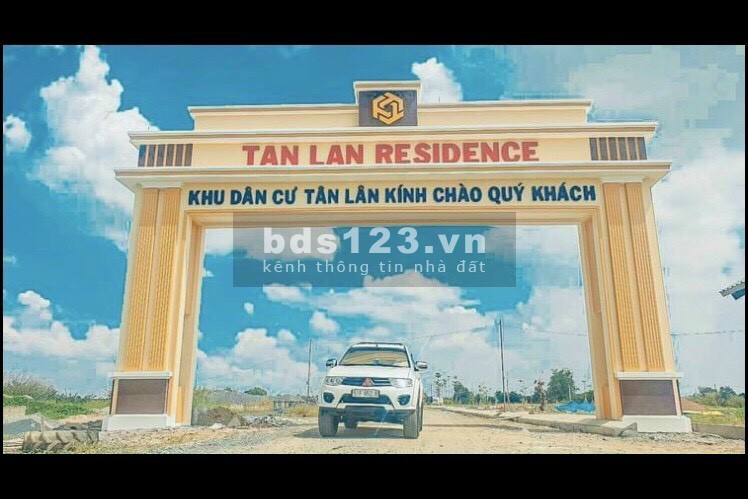 TAN LAN RESIDENCE
KHU DÂN CƯ TÂN LÂN KÍNH CHÀO QUÝ KHÁCH
bds123.vn
kênh thông tin nhà đất